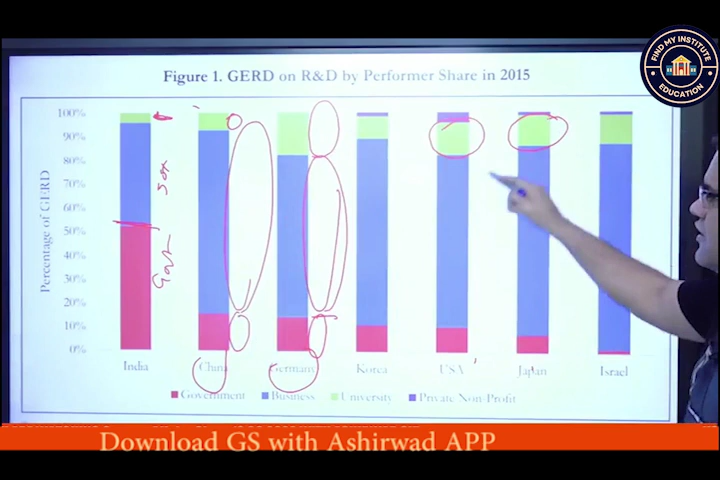 FIND MY INSTITUTE
EDUCATION
Figure 1. GERD on R&D by Performer Share in 2015
Percentage of GERD
100%
90%
80%
70%
60%
50%
40%
30%
20%
10%
0%
Govt
India
China
Germany
Korea
USA
Japan
Israel
Government
Business
University
Private Non-Profit
Download GS with Ashirwad APP